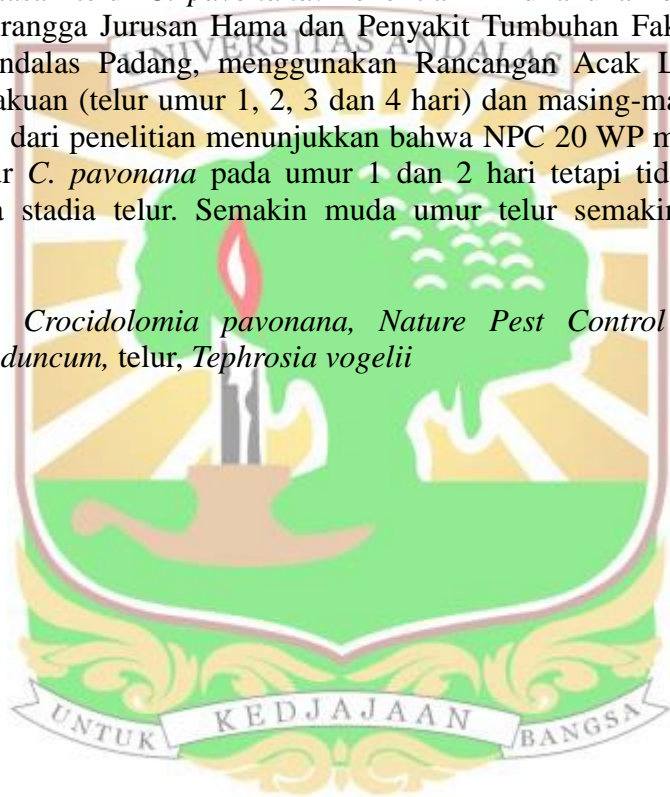 telur C. pavonana.
rangga Jurusan Hama dan Penyakit Tumbuhan Fak
UNIVERSITAS ANDALAS
ndalas Padang, menggunakan Rancangan Acak L
akuan (telur umur 1, 2, 3 dan 4 hari) dan masing-ma
dari penelitian menunjukkan bahwa NPC 20 WP m
ur C. pavonana pada umur 1 dan 2 hari tetapi tid
a stadia telur. Semakin muda umur telur semakin
Crocidolomia pavonana, Nature Pest Control
duncum, telur, Tephrosia vogelii
UNTUK KEDJAJAAN BANGSA